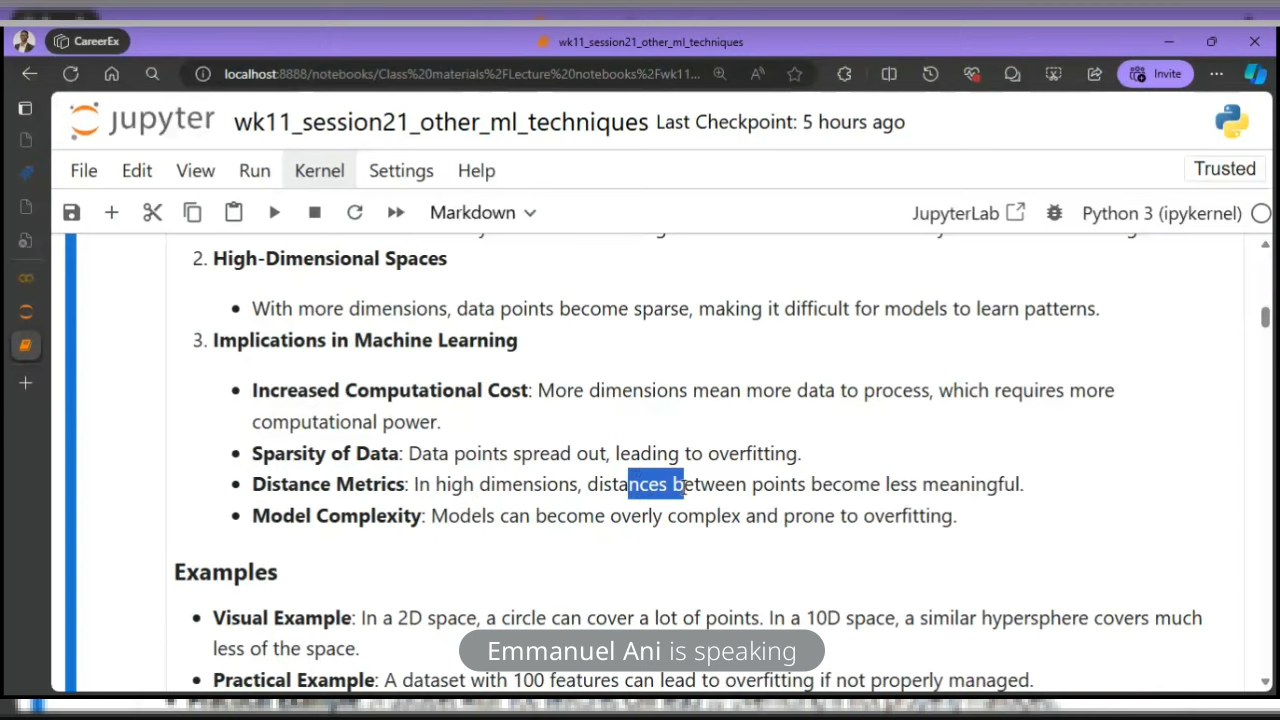 CareerEx
wk11_session21_other_ml_techniques
localhost:8888/notebooks/Class%20materials%2FLecture%20notebooks%2Fwk11...
Invite
jupyter wk11_session21_other_ml_techniques Last Checkpoint: 5 hours ago
File Edit View Run Kernel Settings Help Trusted
Markdown JupyterLab Python 3 (ipykernel)
2. High-Dimensional Spaces
• With more dimensions, data points become sparse, making it difficult for models to learn patterns.
3. Implications in Machine Learning
• Increased Computational Cost: More dimensions mean more data to process, which requires more
computational power.
• Sparsity of Data: Data points spread out, leading to overfitting.
• Distance Metrics: In high dimensions, distances between points become less meaningful.
• Model Complexity: Models can become overly complex and prone to overfitting.
Examples
• Visual Example: In a 2D space, a circle can cover a lot of points. In a 10D space, a similar hypersphere covers much
less of the space.
Emmanuel Ani is speaking
• Practical Example: A dataset with 100 features can lead to overfitting if not properly managed.